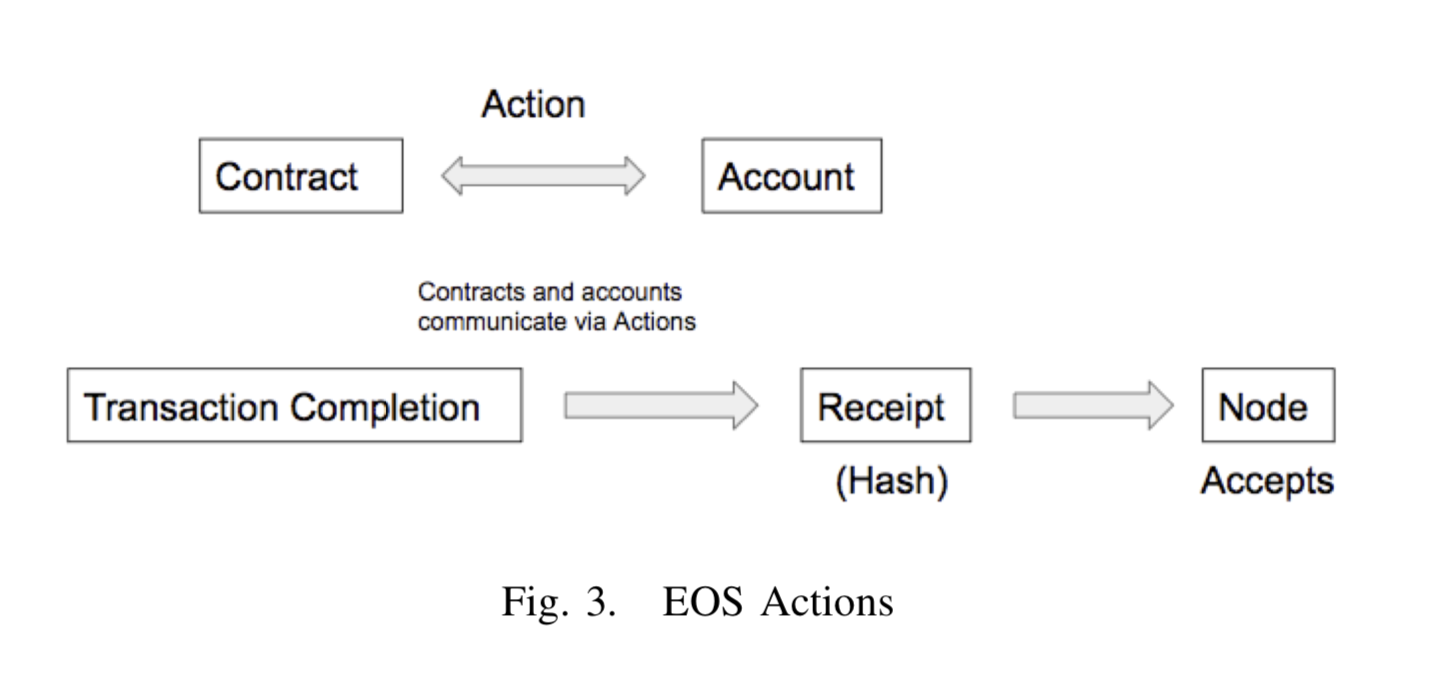 Action
Contract
Account
Contracts and accounts
communicate via Actions
Transaction Completion
Receipt
Node
(Hash)
Accepts
Fig. 3. EOS Actions